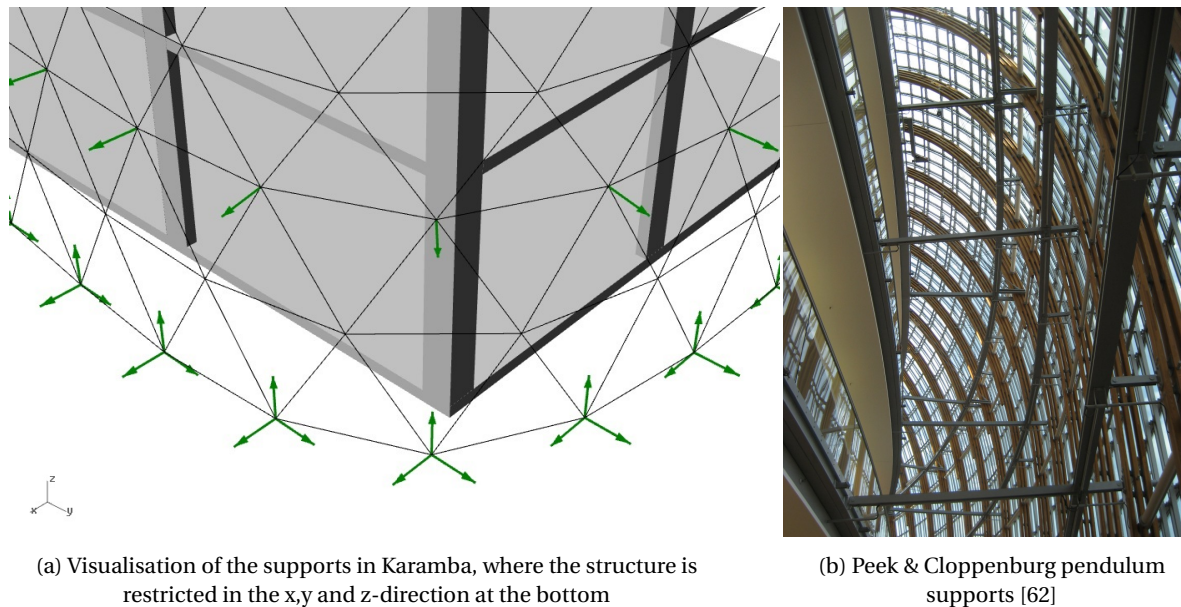 z
x
y
(a) Visualisation of the supports in Karamba, where the structure is
restricted in the x,y and z-direction at the bottom
(b) Peek & Cloppenburg pendulum
supports [62]